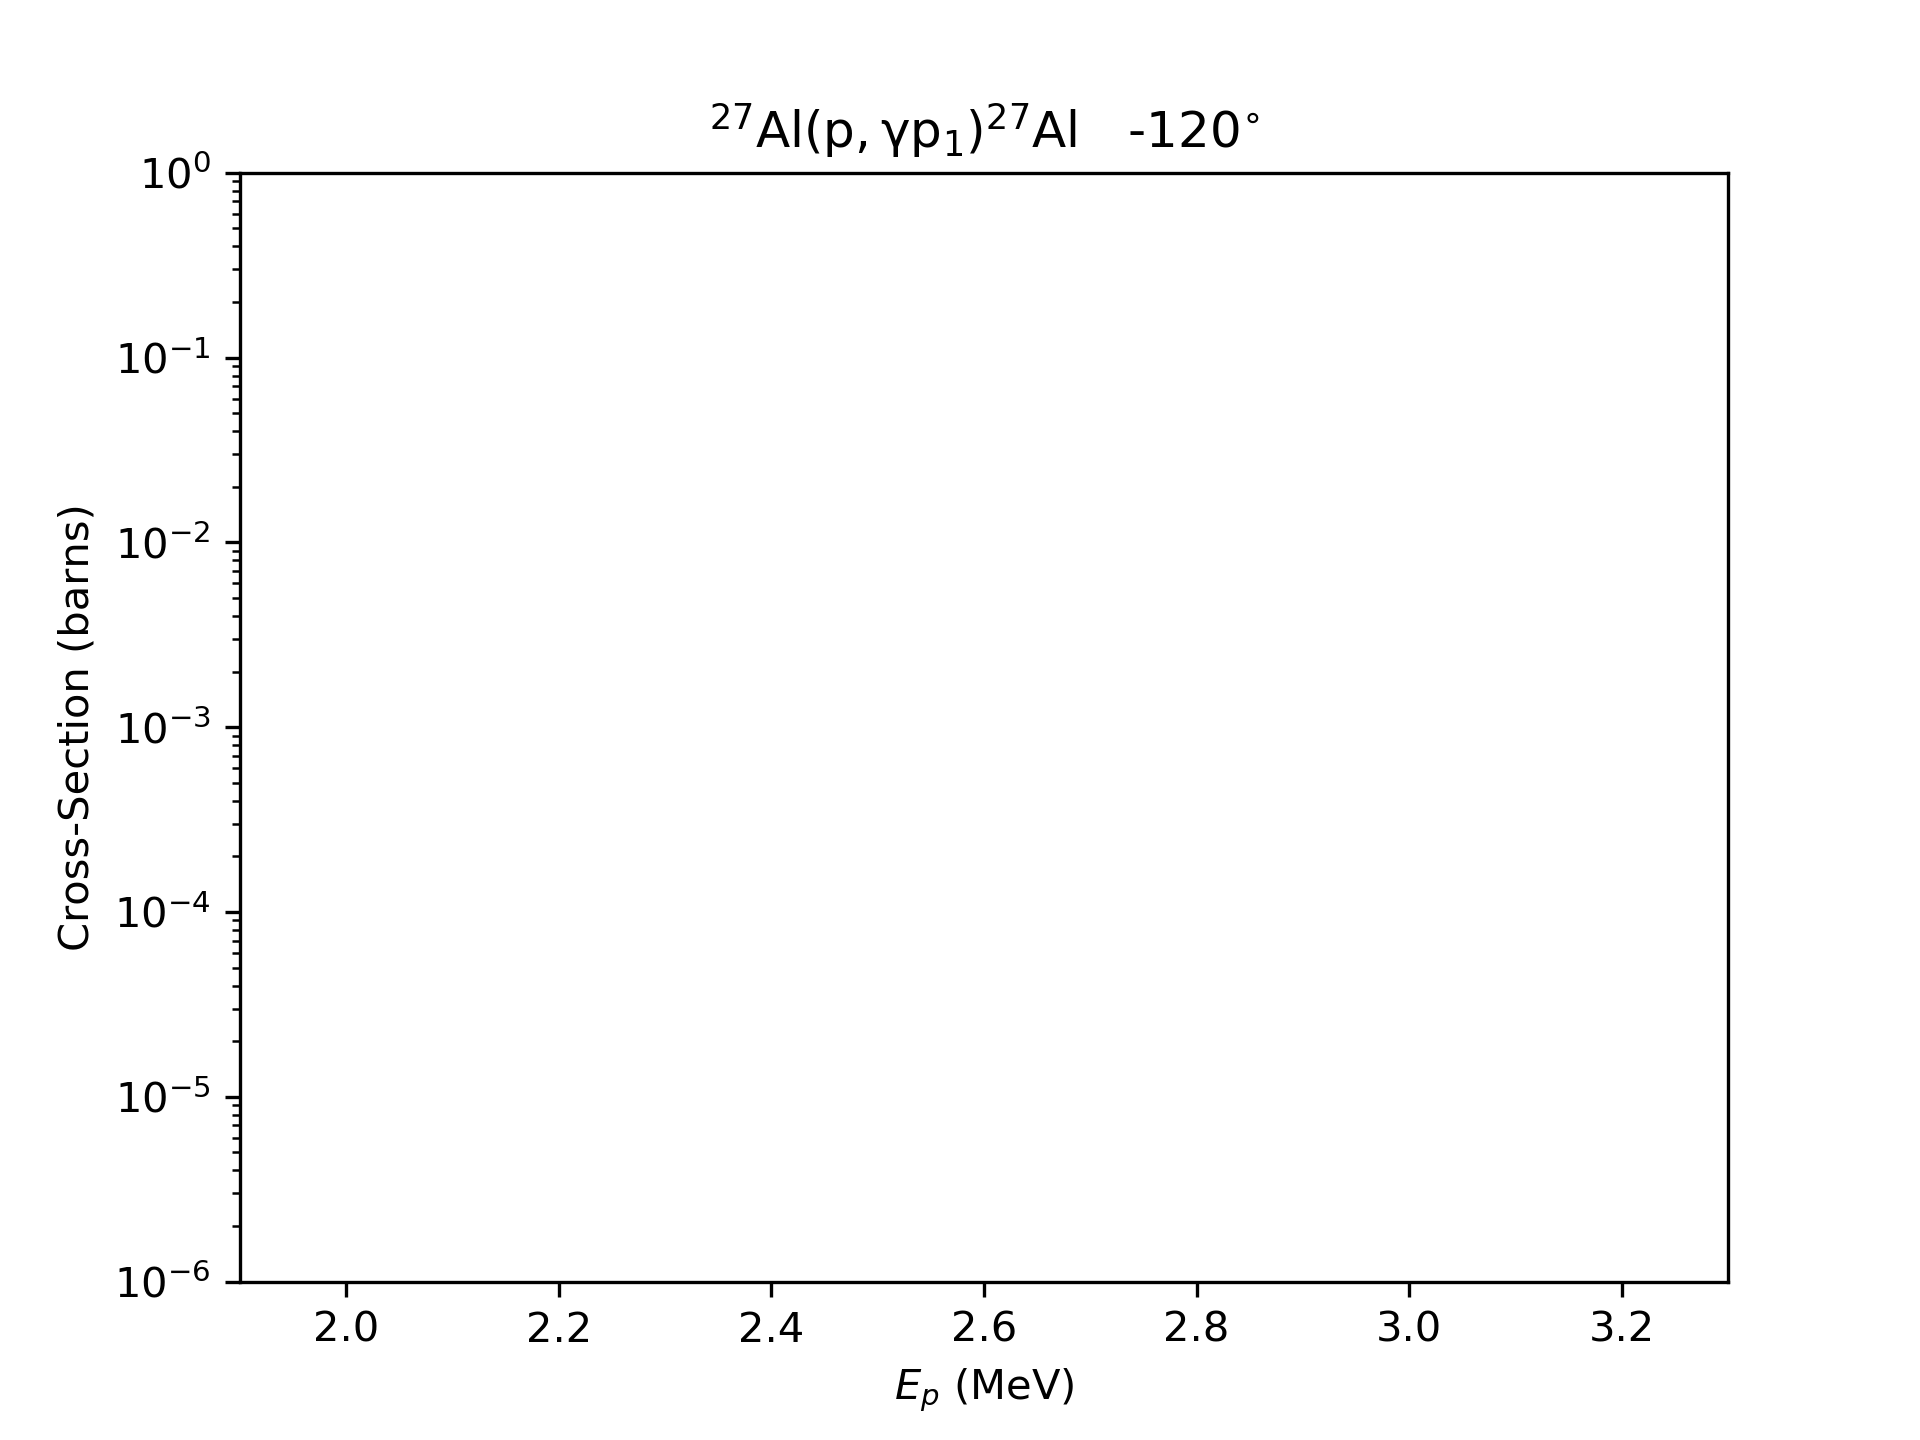 ²⁷Al(p, γp₁)²⁷Al -120°
10⁰
10⁻¹
10⁻²
10⁻³
10⁻⁴
10⁻⁵
10⁻⁶
Cross-Section (barns)
2.0 2.2 2.4 2.6 2.8 3.0 3.2
Eₚ (MeV)